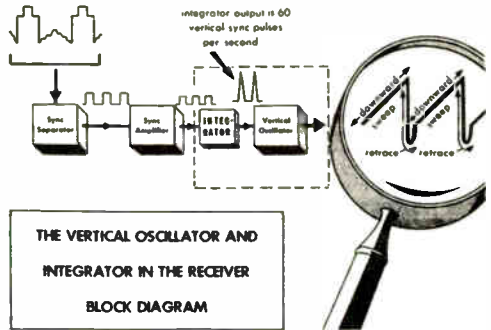 integrator output is 60
vertical sync pulses
per second
Sync
Separator
Sync
Amplifier
INTEG-
RATOR
Vertical
Oscillator
downward
sweep
downward
sweep
retrace
retrace
THE VERTICAL OSCILLATOR AND
INTEGRATOR IN THE RECEIVER
BLOCK DIAGRAM